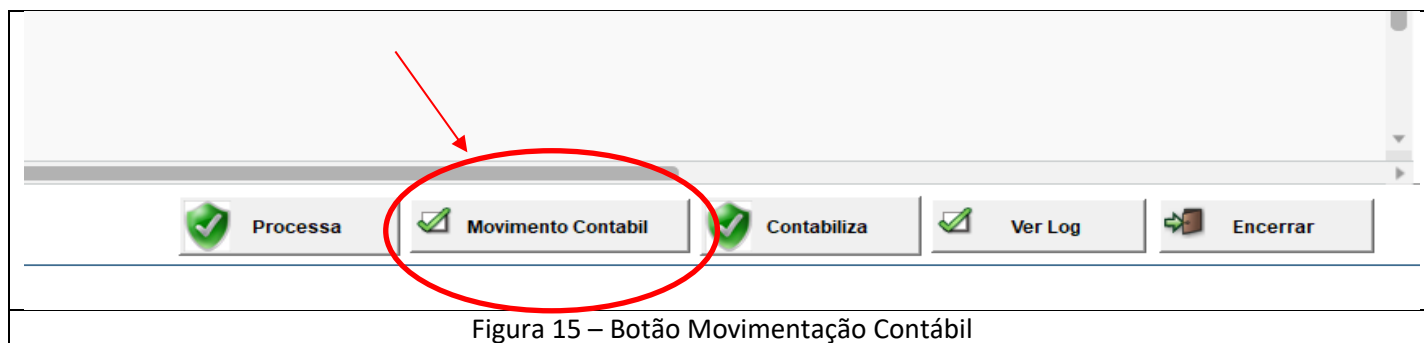 Processa Movimento Contabil Contabiliza Ver Log Encerrar
Figura 15 – Botão Movimentação Contábil